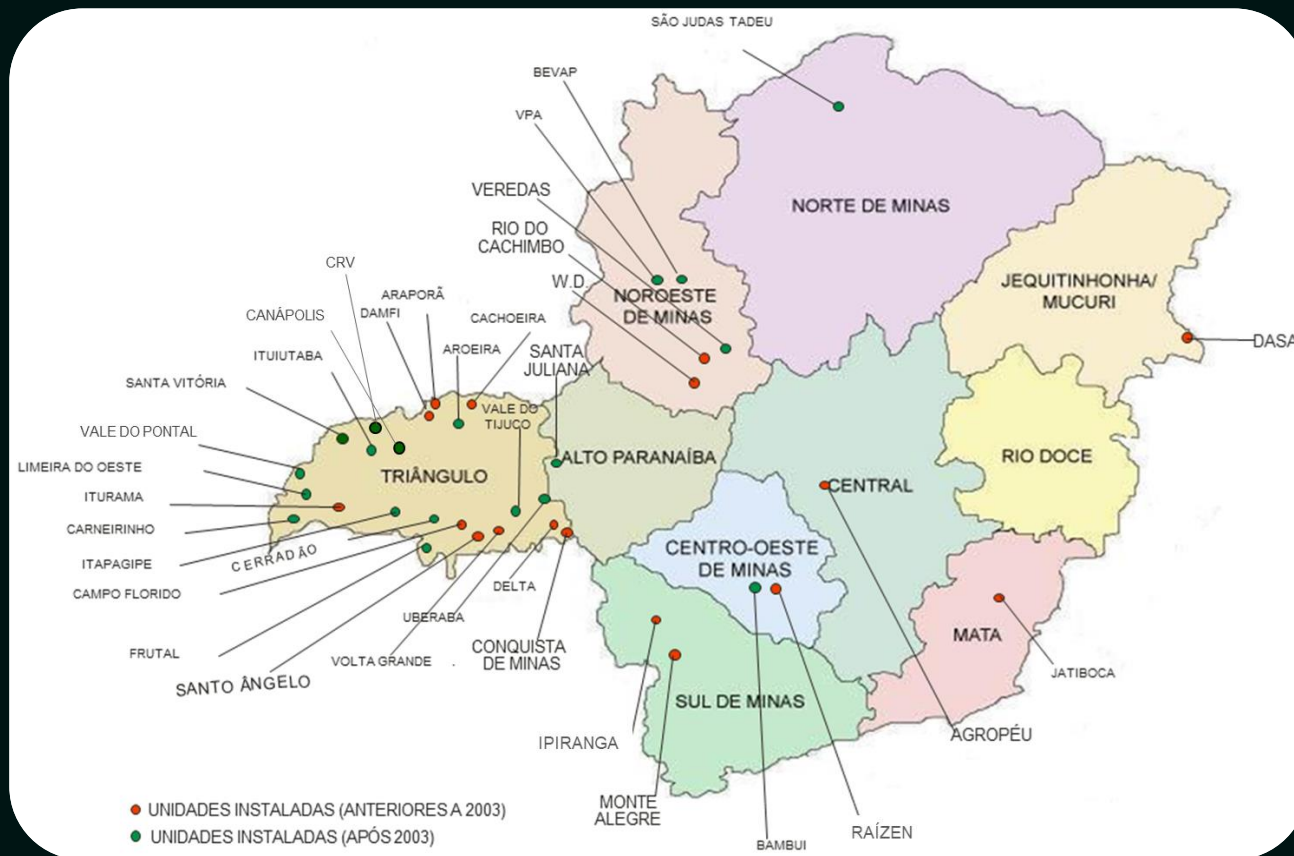 SÃO JUDAS TADEU
BEVAP
VPA
VEREDAS
RIO DO
CACHIMBO
W.D.
NORTE DE MINAS
NOROESTE
DE MINAS
JEQUITINHONHA/
MUCURI
DASA
CRV
ARAPORÃ
DAMFI
CACHOEIRA
CANÁPOLIS
AROEIRA
SANTA
JULIANA
ITUIUTABA
SANTA VITÓRIA
VALE DO
TIJUCO
VALE DO PONTAL
LIMEIRA DO OESTE
ITURAMA
CARNEIRINHO
ITAPAGIPE
CERRADÃO
CAMPO FLORIDO
TRIÂNGULO
ALTO PARANAÍBA
CENTRAL
RIO DOCE
CENTRO-OESTE
DE MINAS
DELTA
UBERABA
FRUTAL
VOLTA GRANDE
SANTO ÂNGELO
CONQUISTA
DE MINAS
MATA
JATIBOCA
SUL DE MINAS
IPIRANGA
AGROPÉU
MONTE
ALEGRE
BAMBUI
RAÍZEN
UNIDADES INSTALADAS (ANTERIORES A 2003)
UNIDADES INSTALADAS (APÓS 2003)